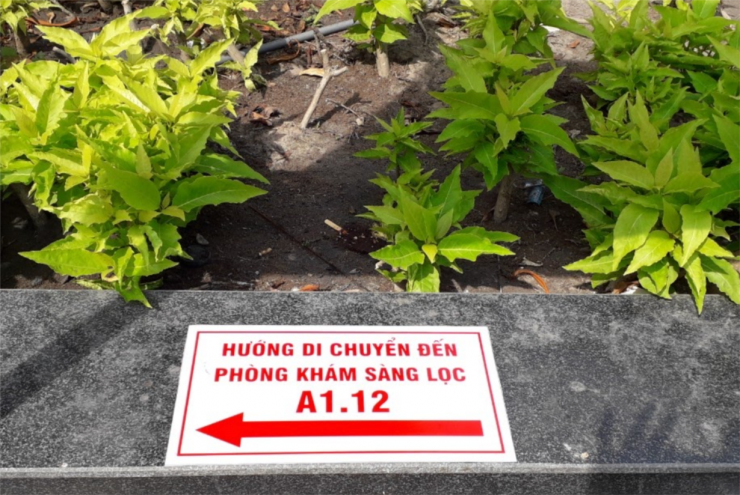 HƯỚNG DI CHUYỂN ĐẾN
PHÒNG KHÁM SÀNG LỌC
A1.12